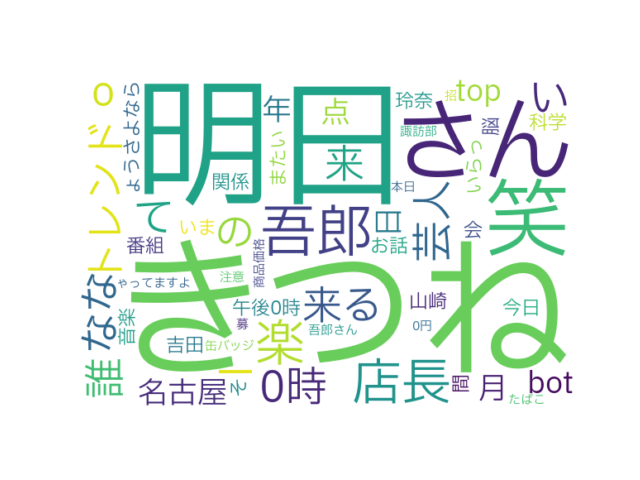 明日
きつね
さん
笑
い
top
o
トレンド
ようさよなら
年
点
来
またい
関係
玲奈
諏訪部
招
科学
いらっ
本日
芸人
吾郎
日
お話
会
の
て
いま
なな
番組
音楽
やってますよ
注意
商品価格
午後0時
来る
山崎
0円
今日
募
楽
吾郎さん
吉田
缶バッジ
誰
名古屋
そ
ー
0時
店長
間
月
bot
たばこ